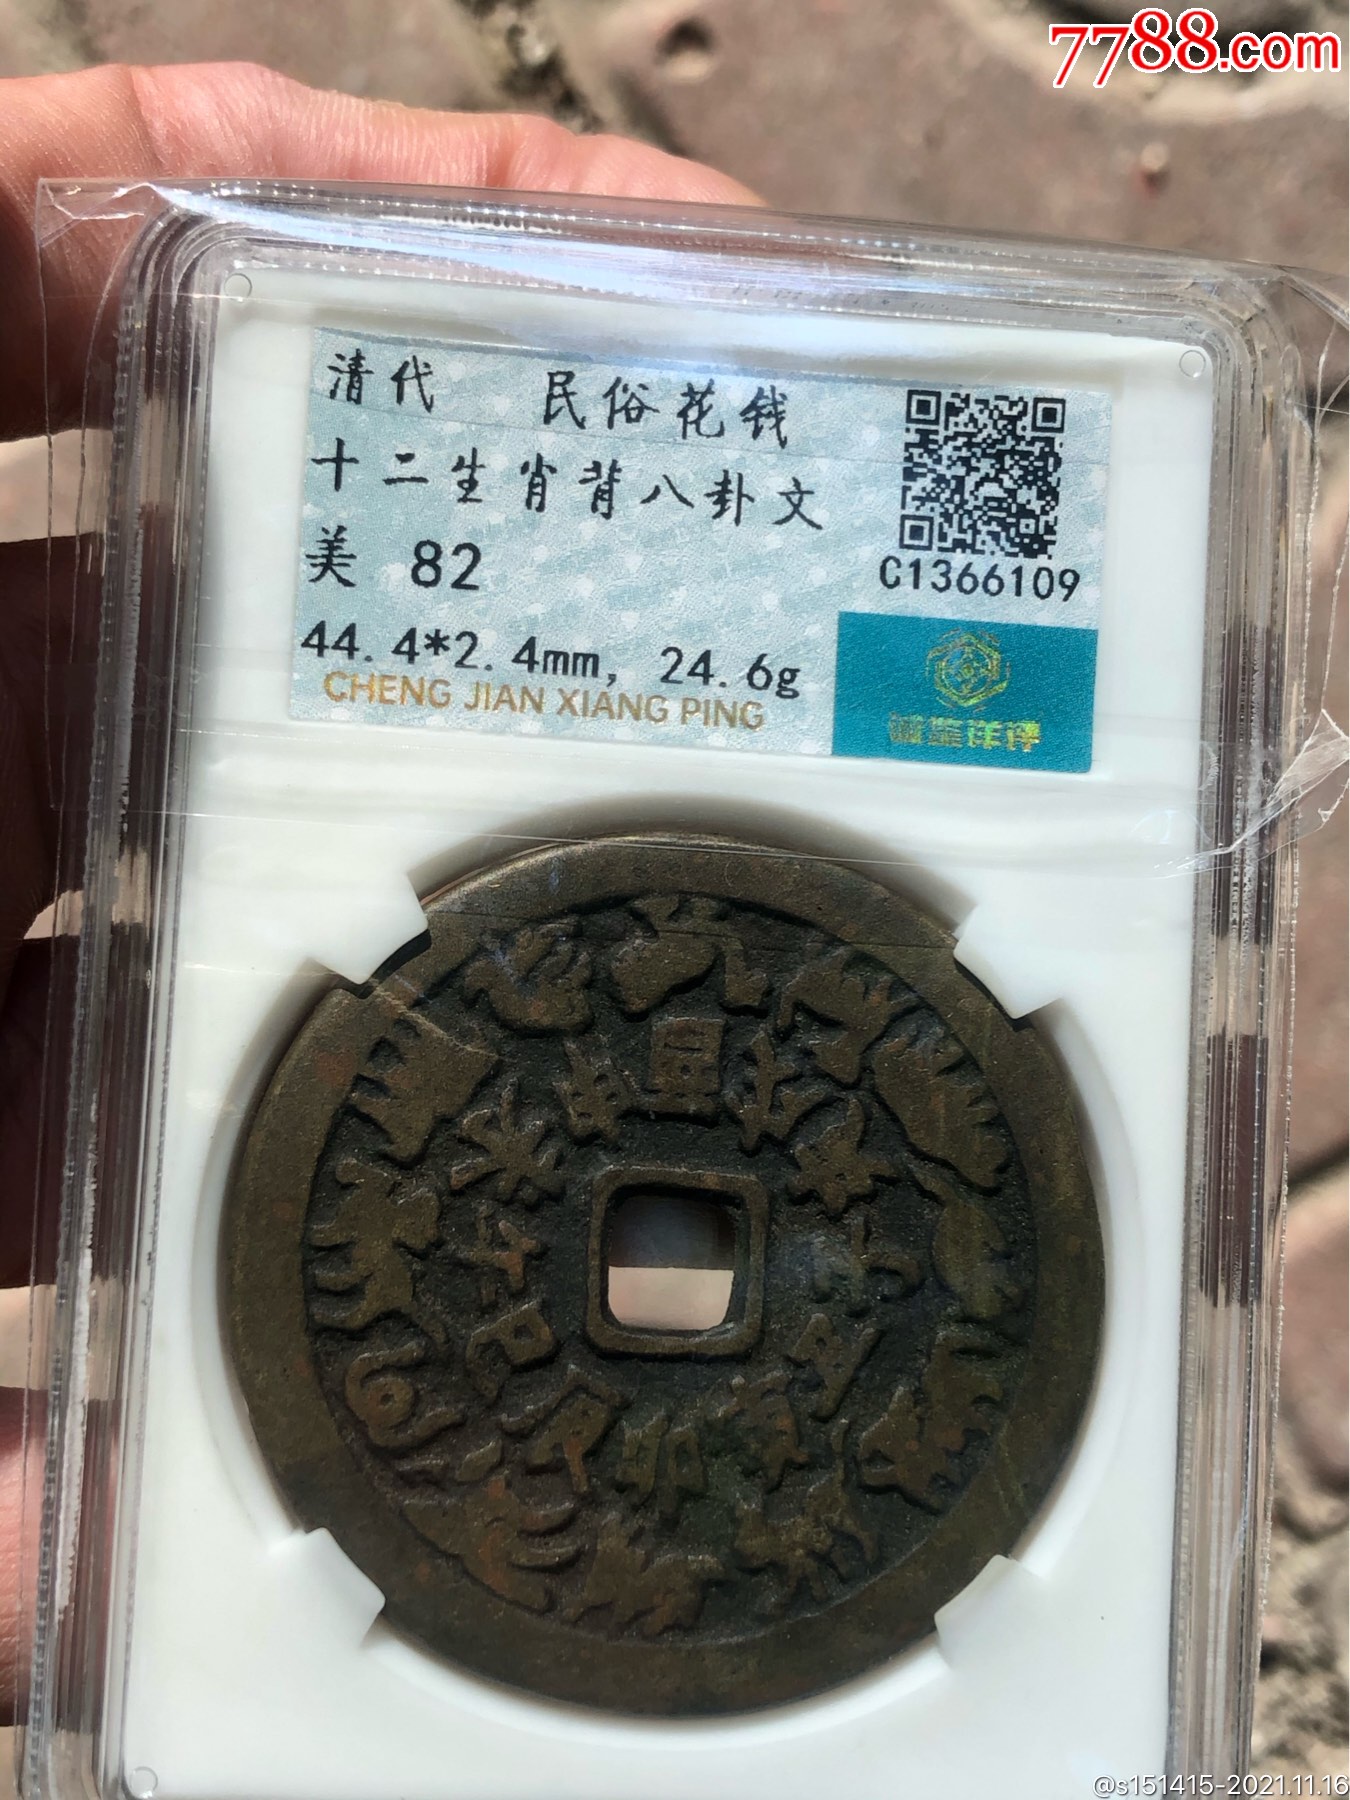 7788.com
清代 民俗花钱
十二生肖背八卦文
美 82
C1366109
44.4*2.4mm, 24.6g
CHENG JIAN XIANG PING
@s151415-2021.11.16